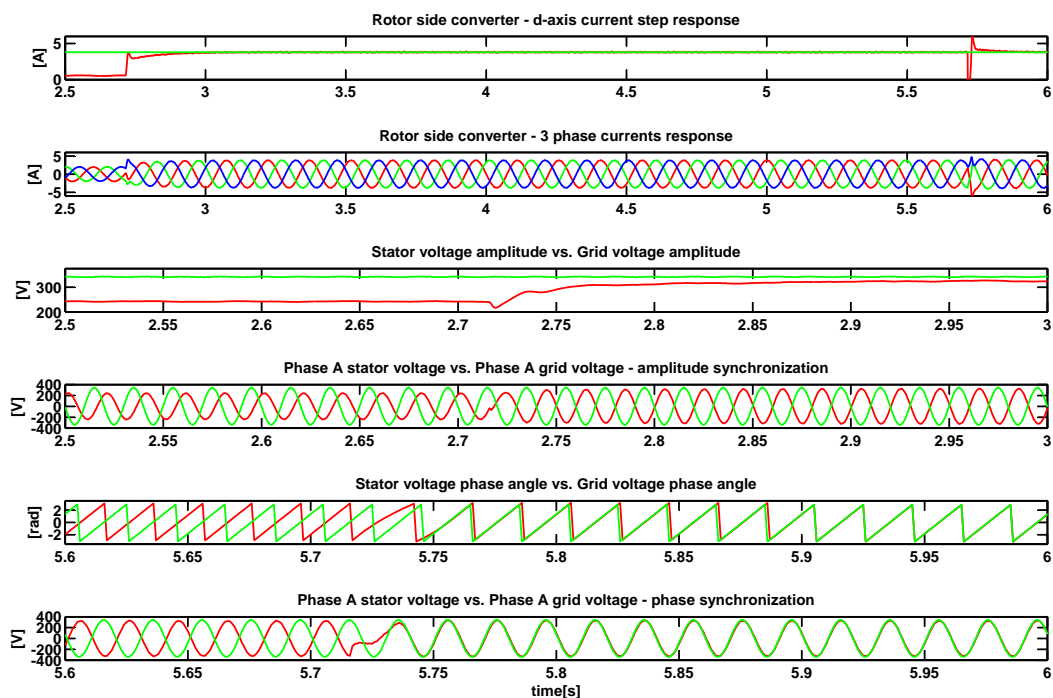 Rotor side converter - d-axis current step response
[A]
5
0
2.5 3 3.5 4 4.5 5 5.5 6
Rotor side converter - 3 phase currents response
[A]
5
0
-5
2.5 3 3.5 4 4.5 5 5.5 6
Stator voltage amplitude vs. Grid voltage amplitude
[V]
300
200
2.5 2.55 2.6 2.65 2.7 2.75 2.8 2.85 2.9 2.95 3
Phase A stator voltage vs. Phase A grid voltage - amplitude synchronization
[V]
400
200
0
-200
-400
2.5 2.55 2.6 2.65 2.7 2.75 2.8 2.85 2.9 2.95 3
Stator voltage phase angle vs. Grid voltage phase angle
[rad]
2
0
-2
5.6 5.65 5.7 5.75 5.8 5.85 5.9 5.95 6
Phase A stator voltage vs. Phase A grid voltage - phase synchronization
[V]
400
200
0
-200
-400
5.6 5.65 5.7 5.75 5.8 5.85 5.9 5.95 6
time[s]